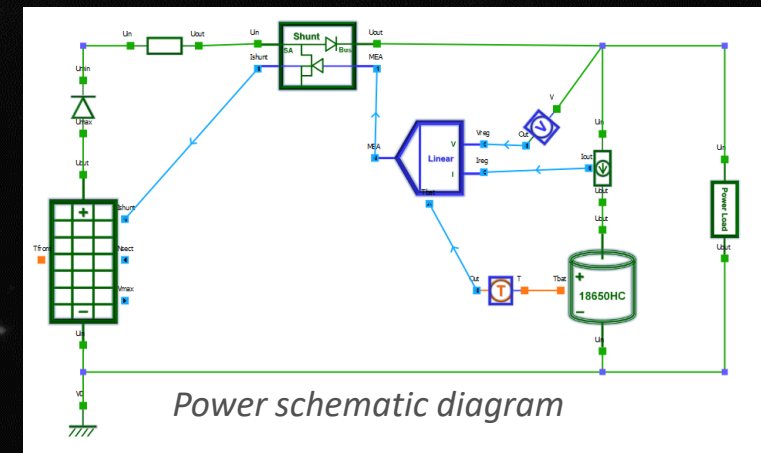 Uin
Uout
Uin
Shunt
Uout
SA
Bus
Ishunt
MEA
Umin
Umax
V
Vreg
Out
V
Uin
MEA
V
Linear
Ireg
Iout
I
Uin
Uout
Tbat
Uout
Power Load
+
Ishunt
Uout
Uout
Tfront
Nsect
Out
T
T
Tbat
+
18650HC
Vmax
−
−
Uin
Uin
V0
Power schematic diagram